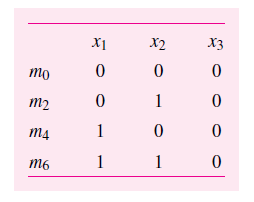 x₁ x₂ x₃
m₀ 0 0 0
m₂ 0 1 0
m₄ 1 0 0
m₆ 1 1 0